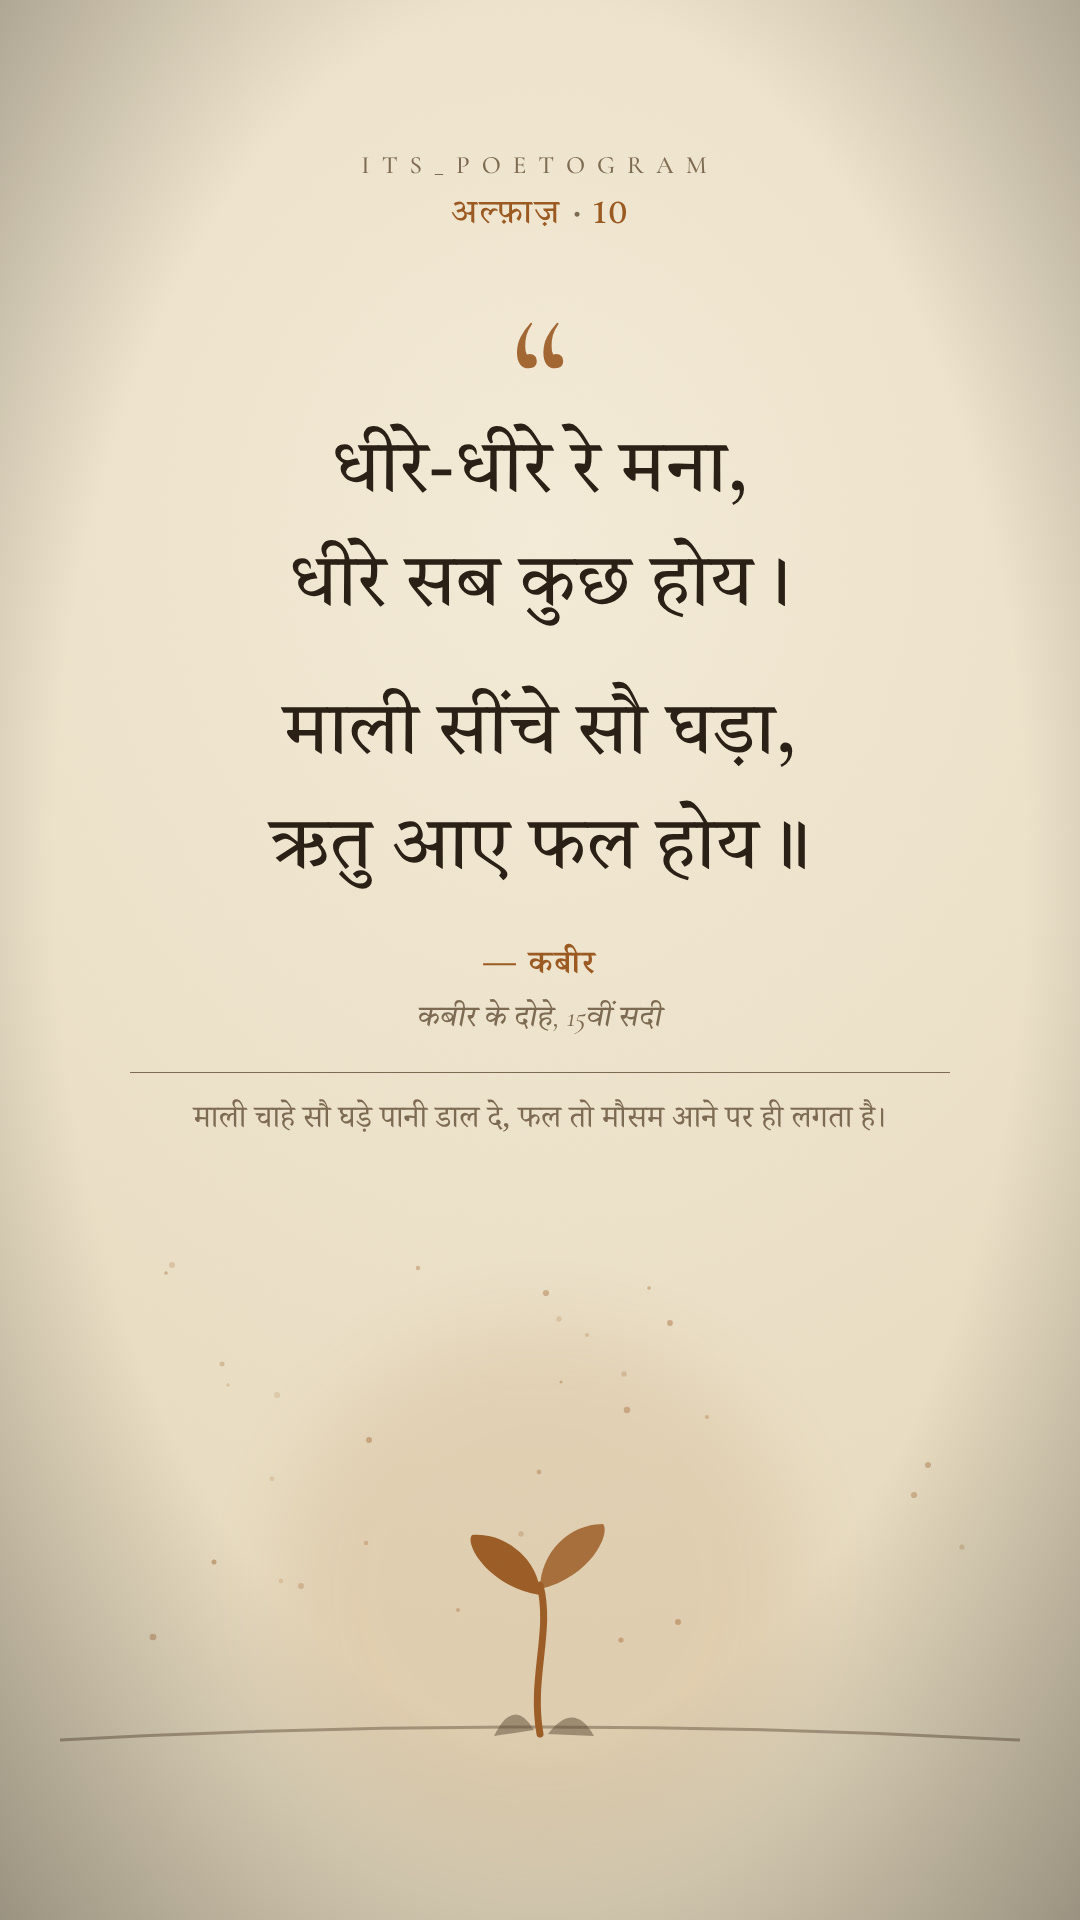 ITS_POETOGRAM
अल्फ़ाज़ · 10
“
धीरे-धीरे रे मना,
धीरे सब कुछ होय।
माली सींचे सौ घड़ा,
ऋतु आए फल होय॥
— कबीर
कबीर के दोहे, 15वीं सदी
माली चाहे सौ घड़े पानी डाल दे, फल तो मौसम आने पर ही लगता है।